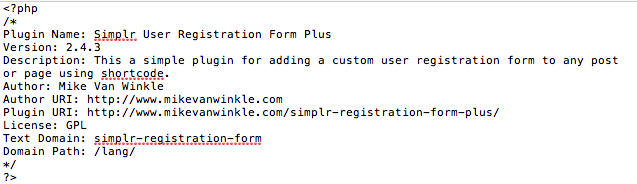 <?php
/*
Plugin Name: Simplr User Registration Form Plus
Version: 2.4.3
Description: This a simple plugin for adding a custom user registration form to any post
or page using shortcode.
Author: Mike Van Winkle
Author URI: http://www.mikevanwinkle.com
Plugin URI: http://www.mikevanwinkle.com/simplr-registration-form-plus/
License: GPL
Text Domain: simplr-registration-form
Domain Path: /lang/
*/
?>